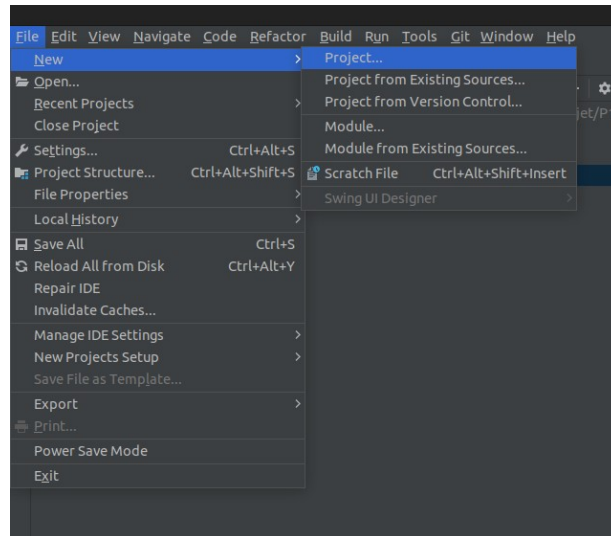 File Edit View Navigate Code Refactor Build Run Tools Git Window Help
New
Open...
Recent Projects
Close Project
Settings... Ctrl+Alt+S
Project Structure... Ctrl+Alt+Shift+S
File Properties
Local History
Save All Ctrl+S
Reload All from Disk Ctrl+Alt+Y
Repair IDE
Invalidate Caches...
Manage IDE Settings
New Projects Setup
Save File as Template...
Export
Print...
Power Save Mode
Exit
Project...
Project from Existing Sources...
Project from Version Control...
Module...
Module from Existing Sources...
Scratch File Ctrl+Alt+Shift+Insert
Swing UI Designer